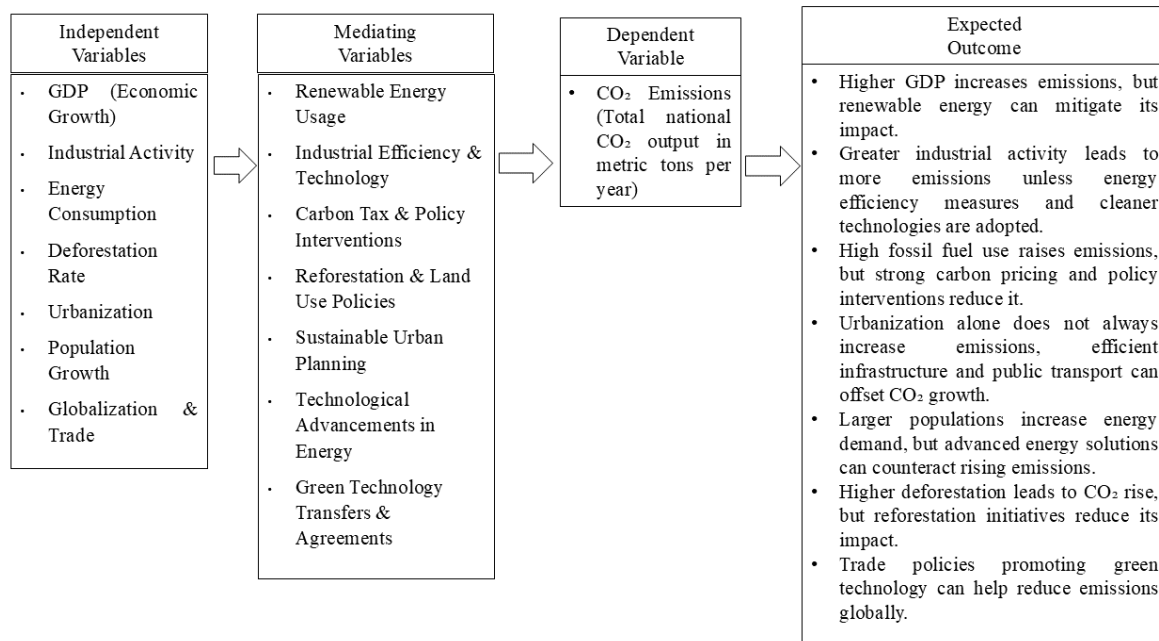 Independent
Variables
• GDP (Economic
Growth)
• Industrial Activity
• Energy
Consumption
• Deforestation
Rate
• Urbanization
• Population
Growth
• Globalization &
Trade
Mediating
Variables
• Renewable Energy
Usage
• Industrial Efficiency &
Technology
• Carbon Tax & Policy
Interventions
• Reforestation & Land
Use Policies
• Sustainable Urban
Planning
• Technological
Advancements in
Energy
• Green Technology
Transfers &
Agreements
Dependent
Variable
• CO₂ Emissions
(Total national
CO₂ output in
metric tons per
year)
Expected
Outcome
• Higher GDP increases emissions, but
renewable energy can mitigate its
impact.
• Greater industrial activity leads to
more emissions unless energy
efficiency measures and cleaner
technologies are adopted.
• High fossil fuel use raises emissions,
but strong carbon pricing and policy
interventions reduce it.
• Urbanization alone does not always
increase emissions, efficient
infrastructure and public transport can
offset CO₂ growth.
• Larger populations increase energy
demand, but advanced energy solutions
can counteract rising emissions.
• Higher deforestation leads to CO₂ rise,
but reforestation initiatives reduce its
impact.
• Trade policies promoting green
technology can help reduce emissions
globally.